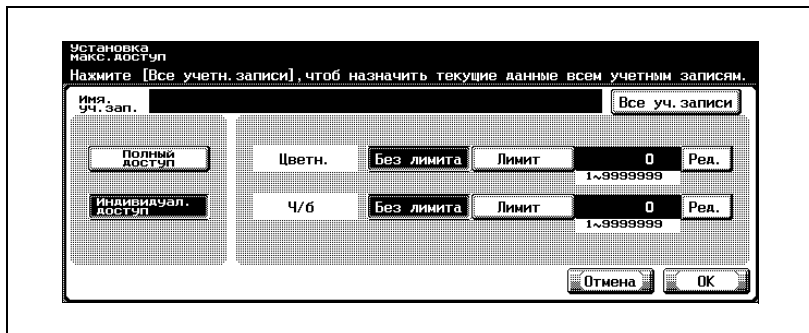 Установка
макс.доступ
Нажмите [Все учетн.записи],чтоб назначить текущие данные всем учетным записям.
Имя.
уч.зап.
Все уч.записи
Полный
доступ
Цветн.
Без лимита
Лимит
0
Ред.
1~9999999
Индивидуал.
доступ
Ч/б
Без лимита
Лимит
0
Ред.
1~9999999
Отмена
OK